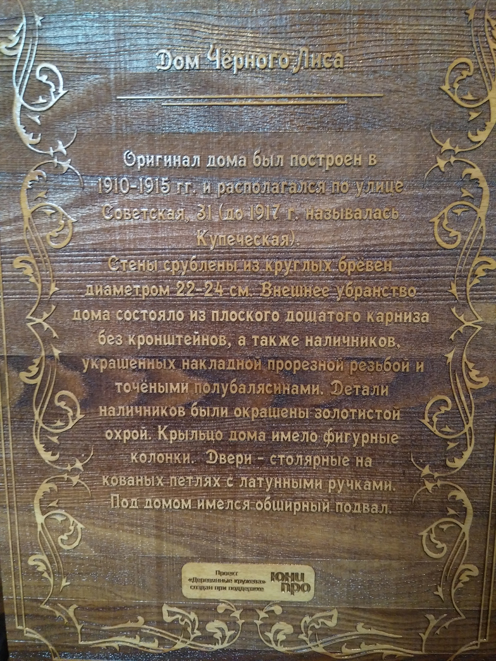 Дом Чёрного Лиса
Оригинал дома был построен в
1910-1915 гг. и располагался по улице
Советская, 31 (до 1917 г. называлась
Купеческая).
Стены срублены из круглых бревен
диаметром 22-24 см. Внешнее убранство
дома состояло из плоского дощатого карниза
без кронштейнов, а также наличников,
украшенных накладной прорезной резьбой и
точёными полубалясинами. Детали
наличников были окрашены золотистой
охрой. Крыльцо дома имело фигурные
колонки. Двери - столярные на
кованых петлях с латунными ручками.
Под домом имелся обширный подвал.
Проект
«Деревянные кружева»
создан при поддержке
юни
про